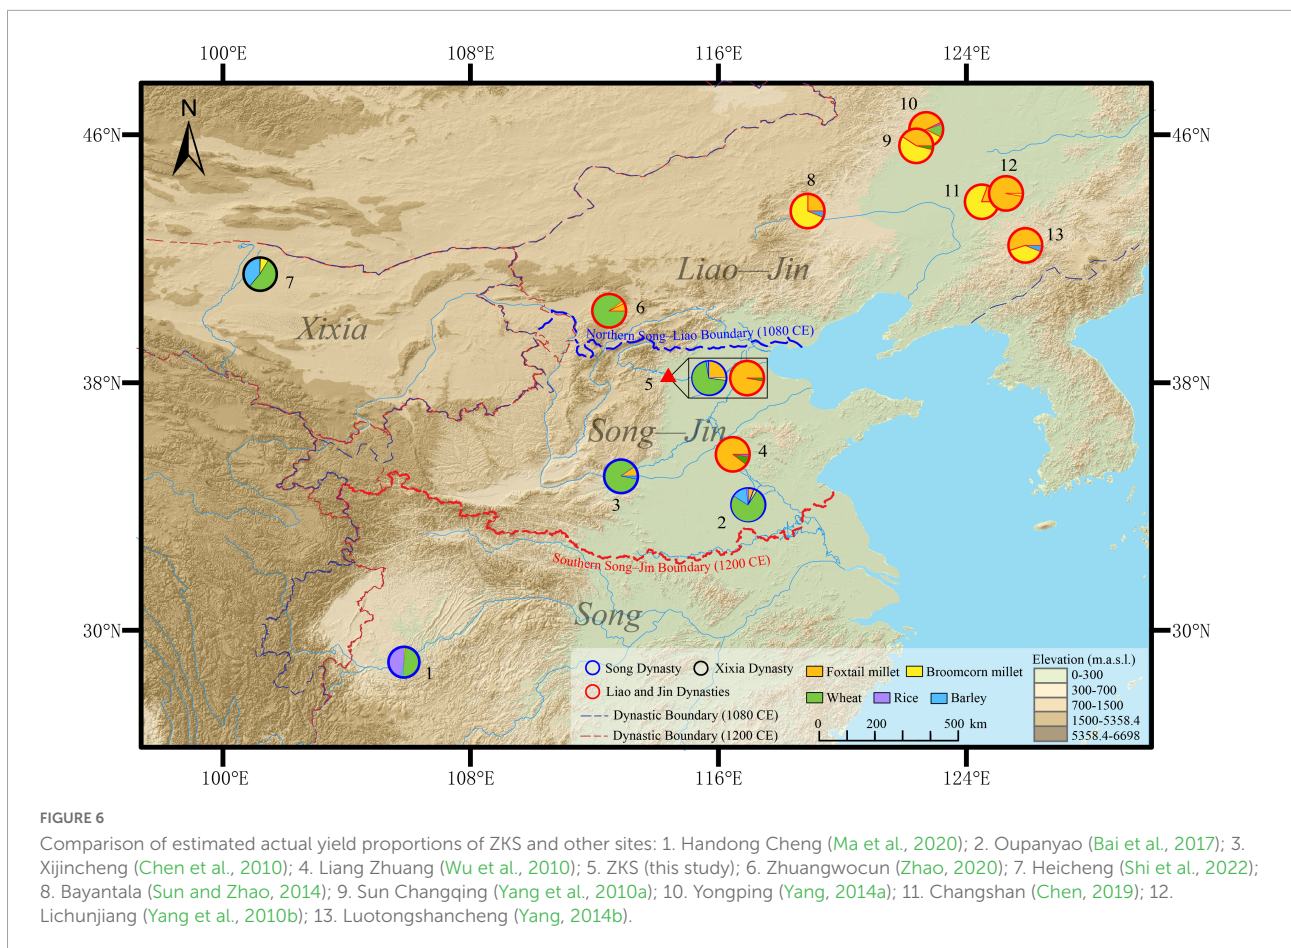 100°E 108°E 116°E 124°E
N
46°N 46°N
10
9
12
11
8
13
7
Liao—Jin
6
Xixia
Northern Song–Liao Boundary (1080 CE)
38°N 38°N
5
Song—Jin
4
3
2
Southern Song–Jin Boundary (1200 CE)
Song
30°N 30°N
1
Song Dynasty Xixia Dynasty
Liao and Jin Dynasties
Dynastic Boundary (1080 CE)
Dynastic Boundary (1200 CE)
Foxtail millet Broomcorn millet
Wheat Rice Barley
0 200 500 km
Elevation (m.a.s.l.)
0-300
300-700
700-1500
1500-5358.4
5358.4-6698
100°E 108°E 116°E 124°E
FIGURE 6
Comparison of estimated actual yield proportions of ZKS and other sites: 1. Handong Cheng (Ma et al., 2020); 2. Oupanyao (Bai et al., 2017); 3.
Xijincheng (Chen et al., 2010); 4. Liang Zhuang (Wu et al., 2010); 5. ZKS (this study); 6. Zhuangwocun (Zhao, 2020); 7. Heicheng (Shi et al., 2022);
8. Bayantala (Sun and Zhao, 2014); 9. Sun Changqing (Yang et al., 2010a); 10. Yongping (Yang, 2014a); 11. Changshan (Chen, 2019); 12.
Lichunjiang (Yang et al., 2010b); 13. Luotongshancheng (Yang, 2014b).